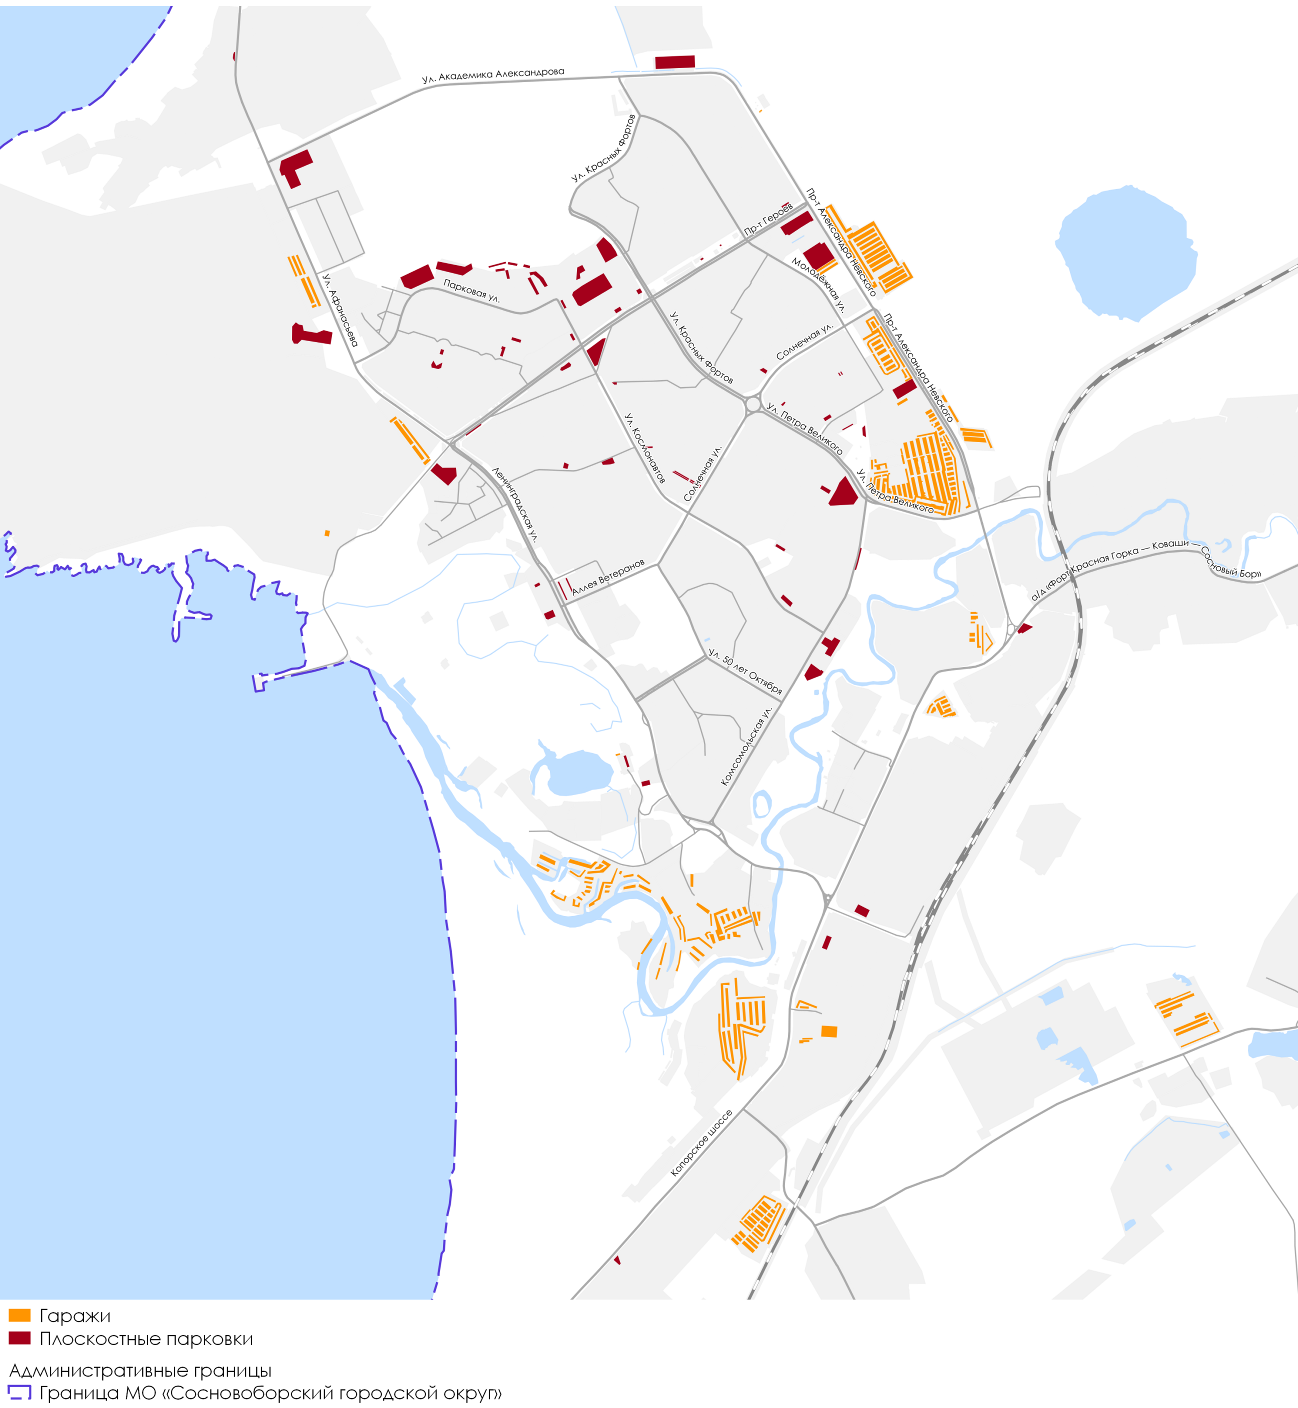 Ул. Академика Александрова
Ул. Красных Фортов
Пр-т Героев
Пр-т Александра Невского
Молодёжная ул.
Парковая ул.
Ул. Афанасьева
Ул. Красных Фортов
Солнечная ул.
Пр-т Александра Невского
Ул. Петра Великого
Ул. Космонавтов
Солнечная ул.
Ленинградская ул.
Ул. Петра Великого
Аллея Ветеранов
а/д «Форт Красная Горка — Коваши — Сосновый Бор»
Ул. 50 лет Октября
Комсомольская ул.
Копорское шоссе
Гаражи
Плоскостные парковки
Административные границы
Граница МО «Сосновоборский городской округ»